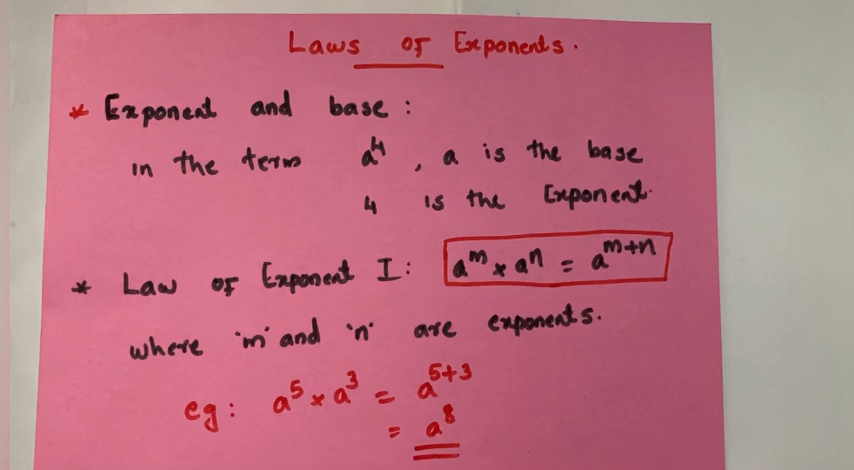 Laws of Exponents.
* Exponent and base :
in the term a⁴, a is the base
4 is the Exponent.
* Law of Exponent I: aᵐ × aⁿ = aᵐ⁺ⁿ
where 'm' and 'n' are exponents.
eg: a⁵ × a³ = a⁵⁺³
= a⁸